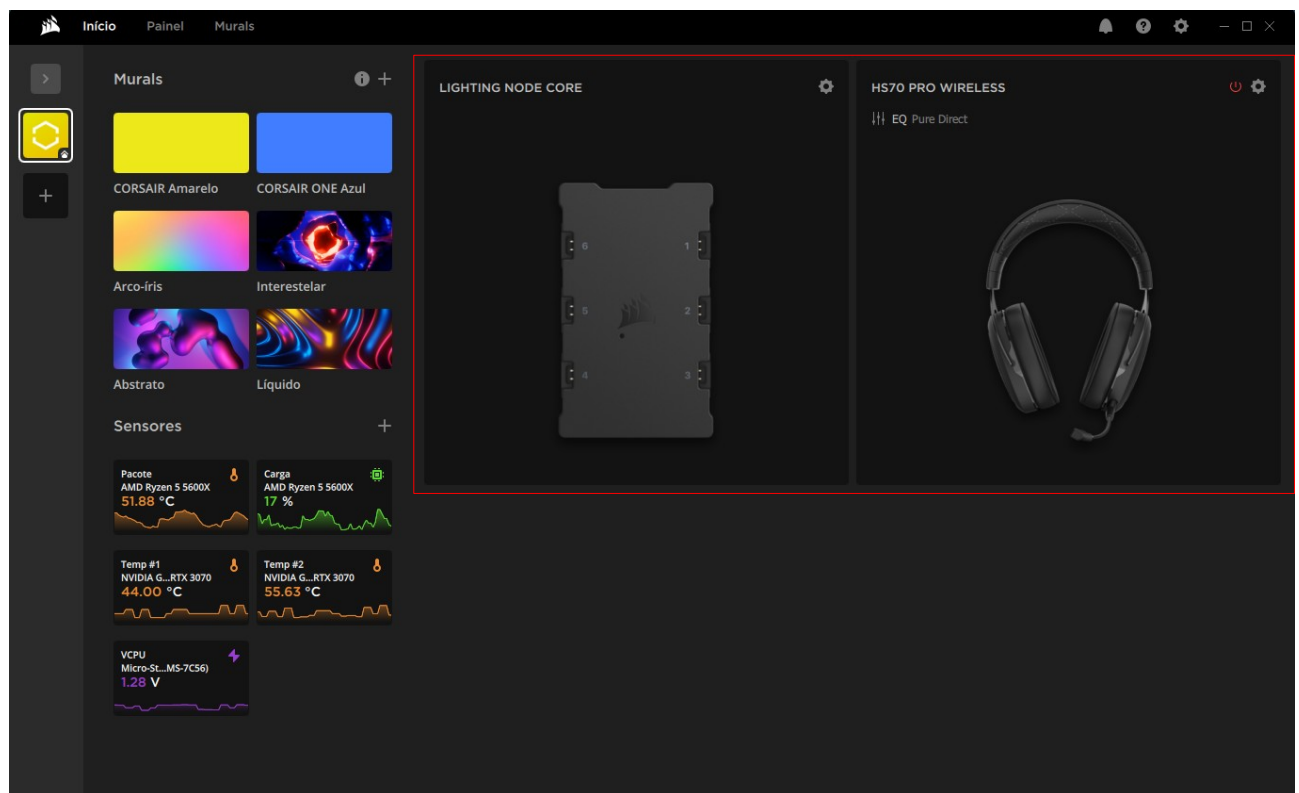 Início Painel Murals
Murals
CORSAIR Amarelo
CORSAIR ONE Azul
Arco-íris
Interestelar
Abstrato
Líquido
Sensores
Pacote
AMD Ryzen 5 5600X
51.88 °C
Carga
AMD Ryzen 5 5600X
17 %
Temp #1
NVIDIA G...RTX 3070
44.00 °C
Temp #2
NVIDIA G...RTX 3070
55.63 °C
VCPU
Micro-St...MS-7C56)
1.28 V
LIGHTING NODE CORE
6 1
5 2
4 3
HS70 PRO WIRELESS
EQ Pure Direct